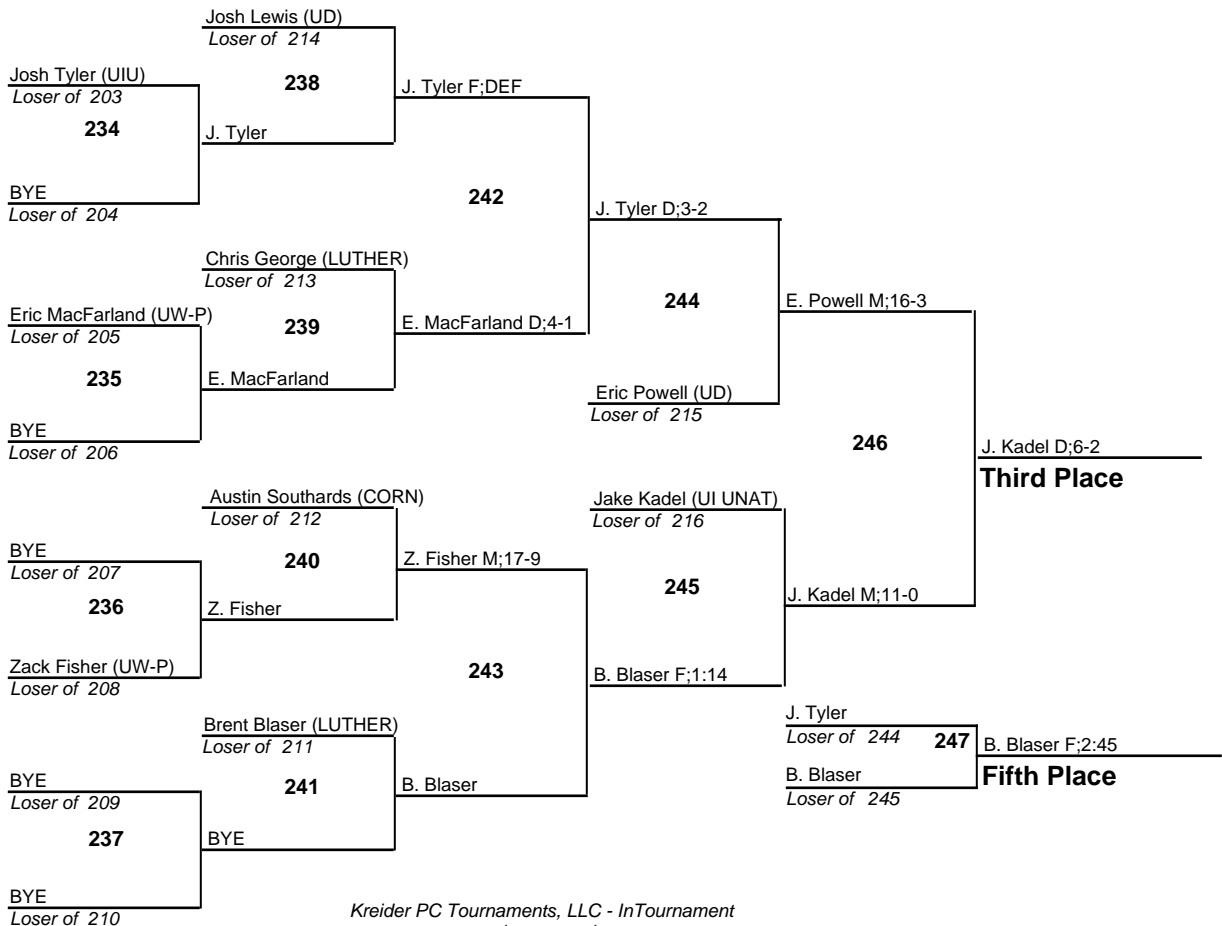 Josh Lewis (UD)
Loser of 214
Josh Tyler (UIU)
Loser of 203
238
J. Tyler F;DEF
234
J. Tyler
BYE
Loser of 204
242
J. Tyler D;3-2
Chris George (LUTHER)
Loser of 213
244
E. Powell M;16-3
Eric MacFarland (UW-P)
Loser of 205
239
E. MacFarland D;4-1
235
E. MacFarland
Eric Powell (UD)
Loser of 215
BYE
Loser of 206
246
J. Kadel D;6-2
Third Place
Austin Southards (CORN)
Loser of 212
Jake Kadel (UI UNAT)
Loser of 216
BYE
Loser of 207
240
Z. Fisher M;17-9
245
J. Kadel M;11-0
236
Z. Fisher
Zack Fisher (UW-P)
Loser of 208
243
B. Blaser F;1:14
Brent Blaser (LUTHER)
Loser of 211
J. Tyler
Loser of 244
247
B. Blaser F;2:45
Fifth Place
BYE
Loser of 209
241
B. Blaser
B. Blaser
Loser of 245
237
BYE
BYE
Loser of 210
Kreider PC Tournaments, LLC - InTournament